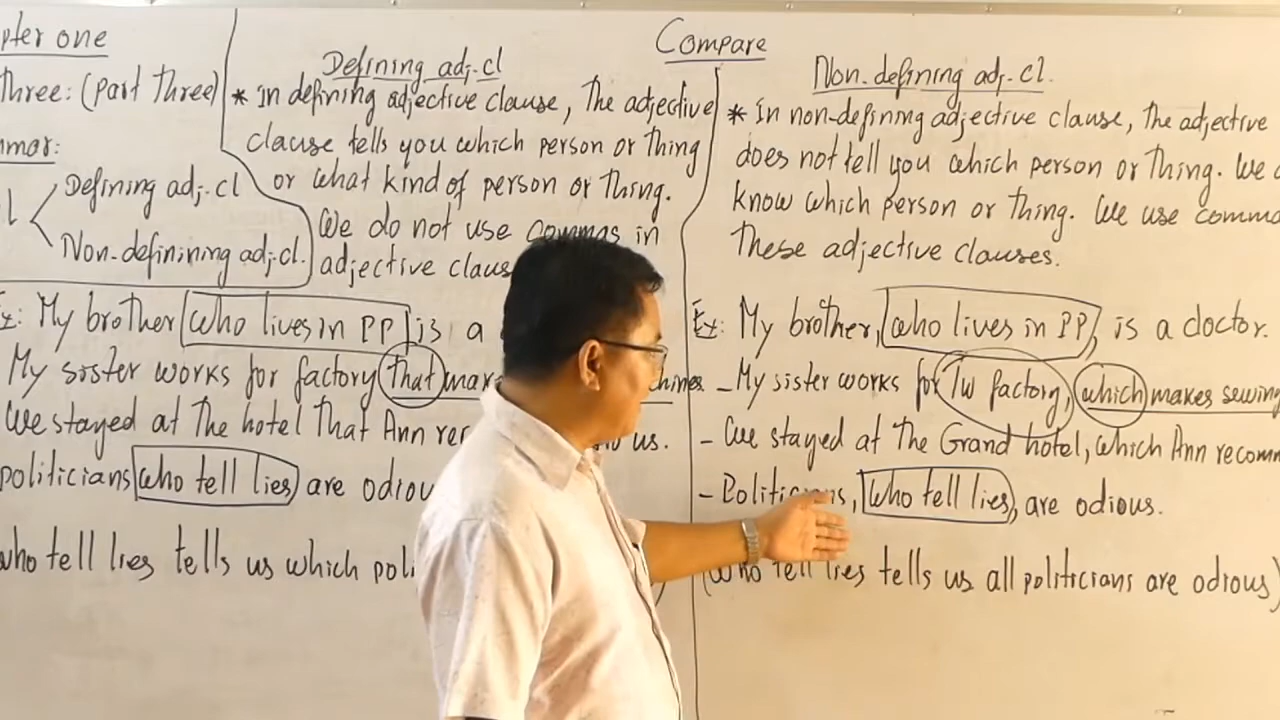 pter one
Three: (Part Three)
mmar:
Defining adj.cl
Non-definining adj.cl.
Compare
Defining adj.cl
* In defining adjective clause, The adjective
clause tells you which person or Thing
or what kind of person or Thing.
We do not use commas in
adjective claus
Ex: My brother who lives in PP is a
My sister works for factory that ma chines
We stayed at the hotel That Ann re us.
politicians who tell lies are odiou
who tell lies tells us which poli
Non-defining adj.cl.
* In non-defining adjective clause, The adjective
does not tell you which person or Thing. We
know which person or Thing. We use comma
These adjective clauses.
Ex: My brother, who lives in PP, is a doctor.
- My sister works for TW factory, which makes sewing
- We stayed at The Grand hotel, which Ann recomm
- Politicians, who tell lies, are odious.
(who tell lies tells us all politicians are odious)